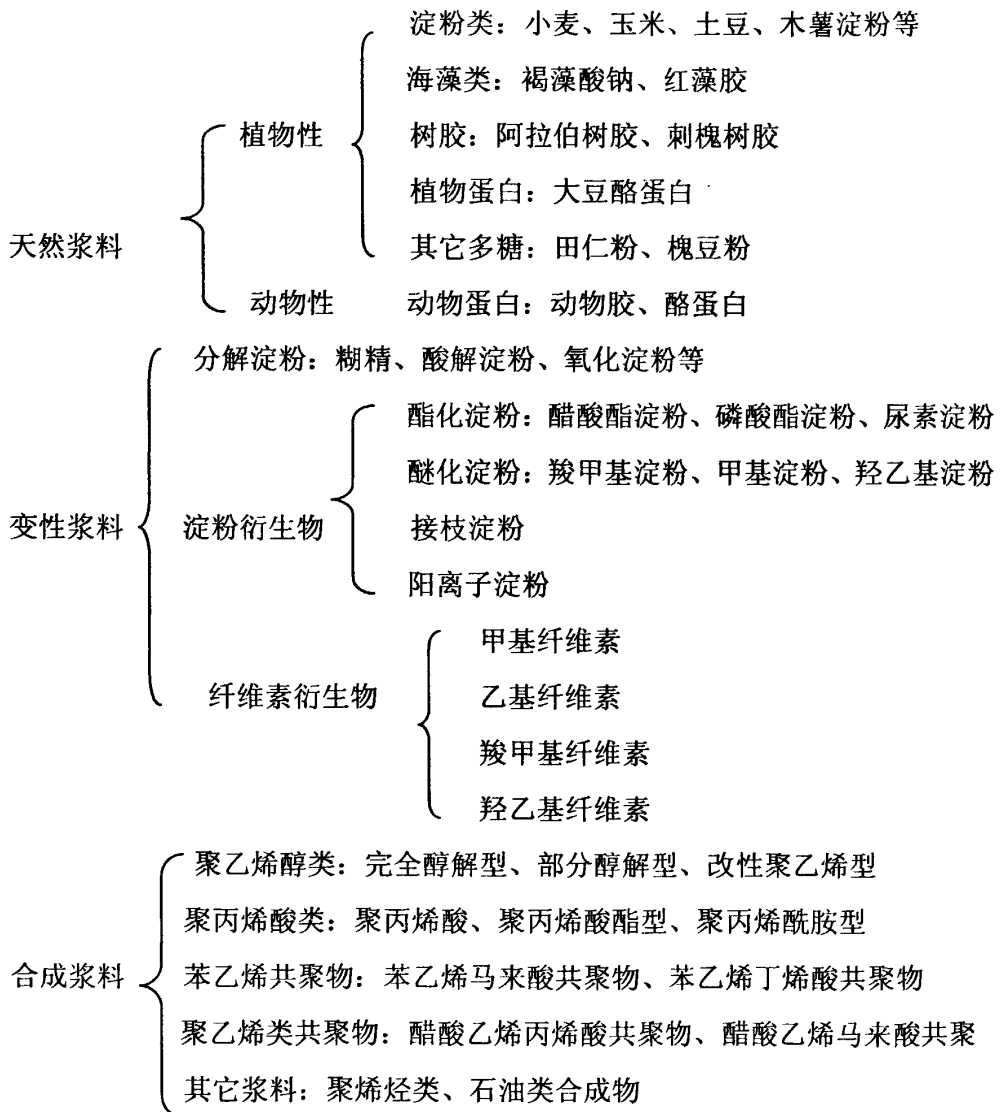 淀粉类：小麦、玉米、土豆、木薯淀粉等
海藻类：褐藻酸钠、红藻胶
植物性
树胶：阿拉伯树胶、刺槐树胶
植物蛋白：大豆酪蛋白
天然浆料
其它多糖：田仁粉、槐豆粉
动物性 动物蛋白：动物胶、酪蛋白
分解淀粉：糊精、酸解淀粉、氧化淀粉等
酯化淀粉：醋酸酯淀粉、磷酸酯淀粉、尿素淀粉
醚化淀粉：羧甲基淀粉、甲基淀粉、羟乙基淀粉
变性浆料
淀粉衍生物
接枝淀粉
阳离子淀粉
甲基纤维素
纤维素衍生物
乙基纤维素
羧甲基纤维素
羟乙基纤维素
聚乙烯醇类：完全醇解型、部分醇解型、改性聚乙烯型
聚丙烯酸类：聚丙烯酸、聚丙烯酸酯型、聚丙烯酰胺型
合成浆料
苯乙烯共聚物：苯乙烯马来酸共聚物、苯乙烯丁烯酸共聚物
聚乙烯类共聚物：醋酸乙烯丙烯酸共聚物、醋酸乙烯马来酸共聚
其它浆料：聚烯烃类、石油类合成物